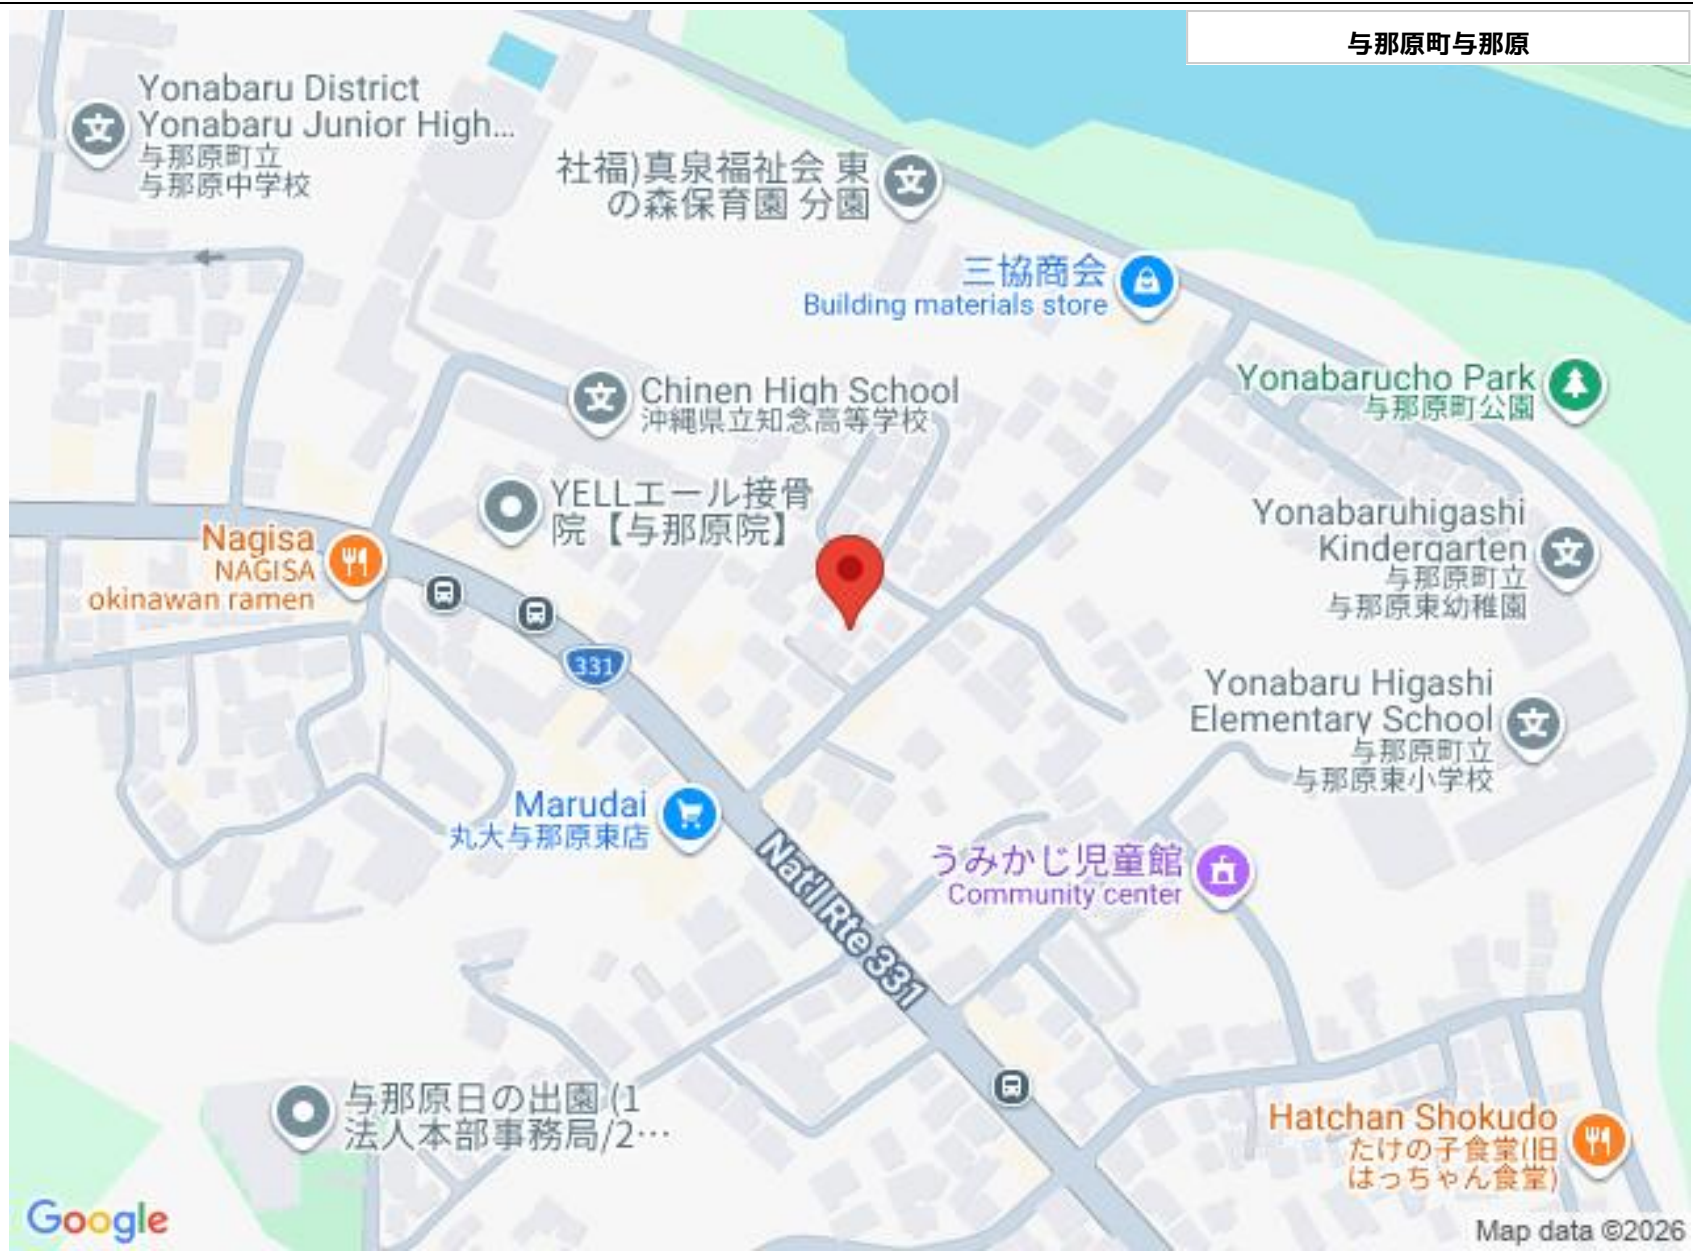 与那原町与那原
Yonabaru District
Yonabaru Junior High...
与那原町立
与那原中学校
社福)真泉福祉会 東
の森保育園 分園
三協商会
Building materials store
Chinen High School
沖縄県立知念高等学校
Yonabarucho Park
与那原町公園
YELLエール接骨
院【与那原院】
Nagisa
NAGISA
okinawan ramen
Yonabaruhigashi
Kindergarten
与那原町立
与那原東幼稚園
331
Yonabaru Higashi
Elementary School
与那原町立
与那原東小学校
Marudai
丸大与那原東店
Nat'l Rte 331
うみかじ児童館
Community center
与那原日の出園 (1
法人本部事務局/2…
Hatchan Shokudo
たけの子食堂(旧
はっちゃん食堂)
Google
Map data ©2026